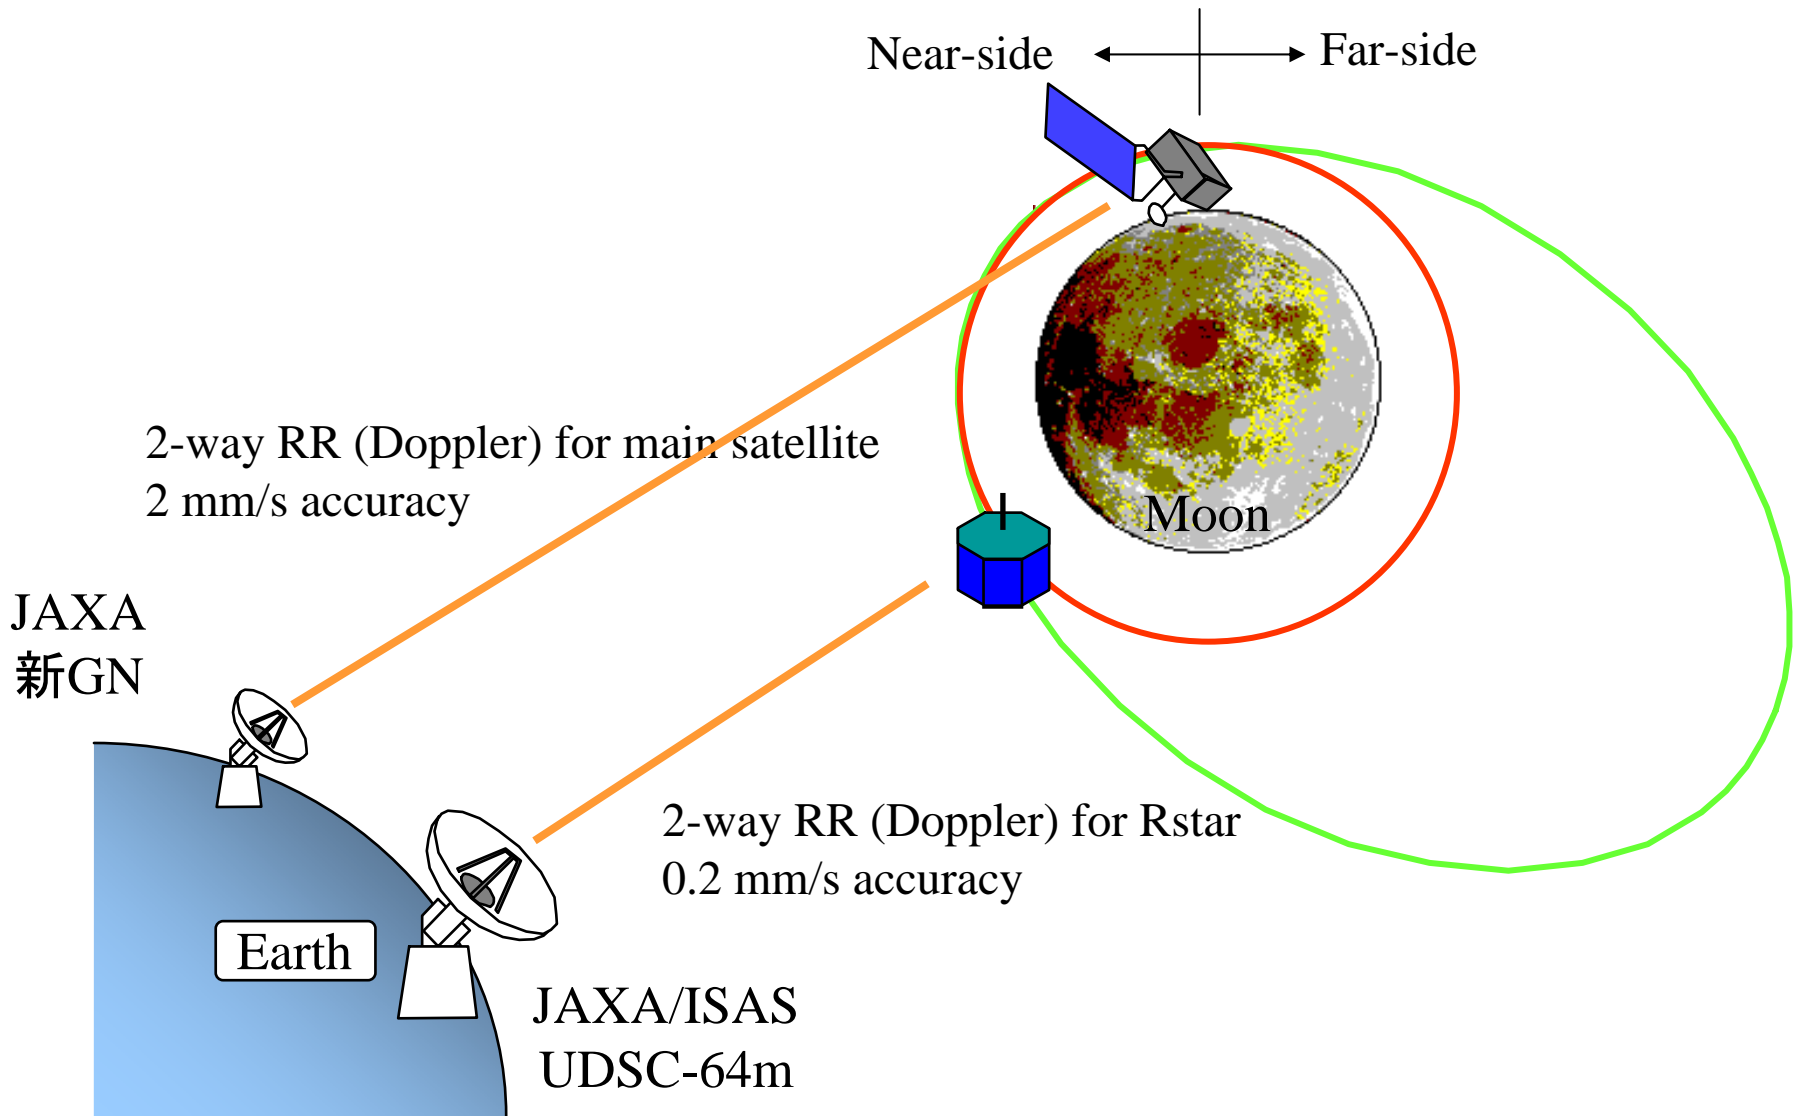 Near-side
Far-side
2-way RR (Doppler) for main satellite
2 mm/s accuracy
Moon
JAXA
新GN
2-way RR (Doppler) for Rstar
0.2 mm/s accuracy
Earth
JAXA/ISAS
UDSC-64m